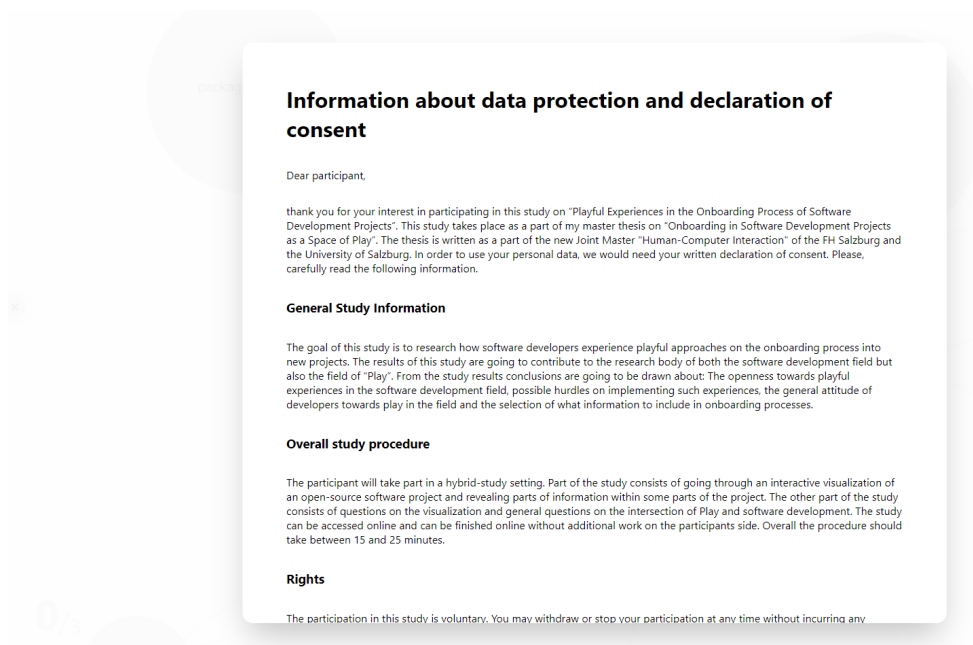 Information about data protection and declaration of
consent
Dear participant,
thank you for your interest in participating in this study on "Playful Experiences in the Onboarding Process of Software
Development Projects". This study takes place as a part of my master thesis on "Onboarding in Software Development Projects
as a Space of Play". The thesis is written as a part of the new Joint Master "Human-Computer Interaction" of the FH Salzburg and
the University of Salzburg. In order to use your personal data, we would need your written declaration of consent. Please,
carefully read the following information.
General Study Information
The goal of this study is to research how software developers experience playful approaches on the onboarding process into
new projects. The results of this study are going to contribute to the research body of both the software development field but
also the field of "Play". From the study results conclusions are going to be drawn about: The openness towards playful
experiences in the software development field, possible hurdles on implementing such experiences, the general attitude of
developers towards play in the field and the selection of what information to include in onboarding processes.
Overall study procedure
The participant will take part in a hybrid-study setting. Part of the study consists of going through an interactive visualization of
an open-source software project and revealing parts of information within some parts of the project. The other part of the study
consists of questions on the visualization and general questions on the intersection of Play and software development. The study
can be accessed online and can be finished online without additional work on the participants side. Overall the procedure should
take between 15 and 25 minutes.
Rights
The participation in this study is voluntary. You may withdraw or stop your participation at any time without incurring any